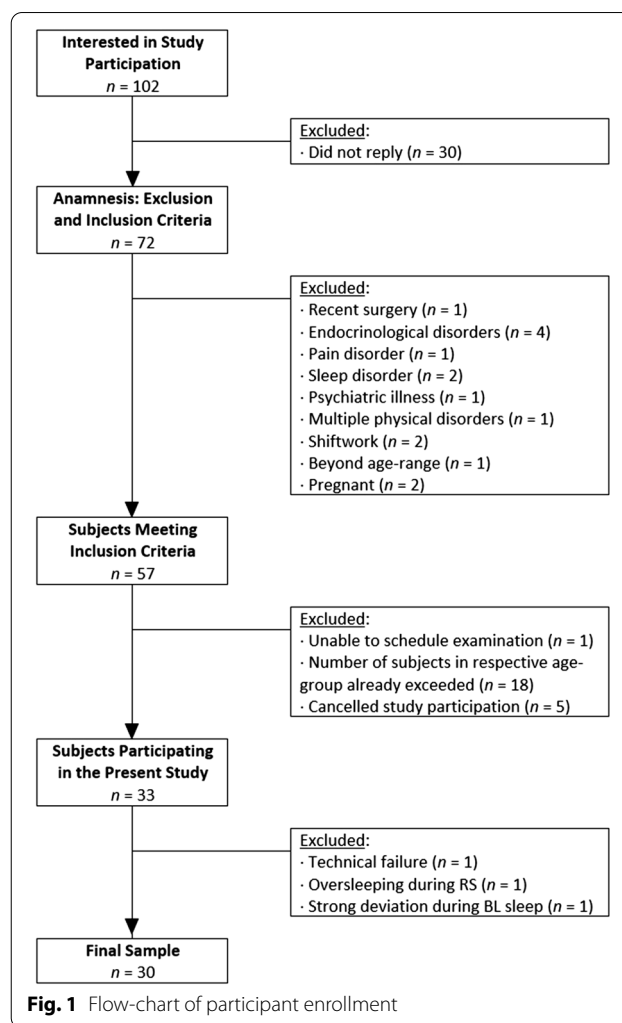 Interested in Study
Participation
n = 102
Excluded:
· Did not reply (n = 30)
Anamnesis: Exclusion
and Inclusion Criteria
n = 72
Excluded:
· Recent surgery (n = 1)
· Endocrinological disorders (n = 4)
· Pain disorder (n = 1)
· Sleep disorder (n = 2)
· Psychiatric illness (n = 1)
· Multiple physical disorders (n = 1)
· Shiftwork (n = 2)
· Beyond age-range (n = 1)
· Pregnant (n = 2)
Subjects Meeting
Inclusion Criteria
n = 57
Excluded:
· Unable to schedule examination (n = 1)
· Number of subjects in respective age-
group already exceeded (n = 18)
· Cancelled study participation (n = 5)
Subjects Participating
in the Present Study
n = 33
Excluded:
· Technical failure (n = 1)
· Oversleeping during RS (n = 1)
· Strong deviation during BL sleep (n = 1)
Final Sample
n = 30
Fig. 1 Flow-chart of participant enrollment